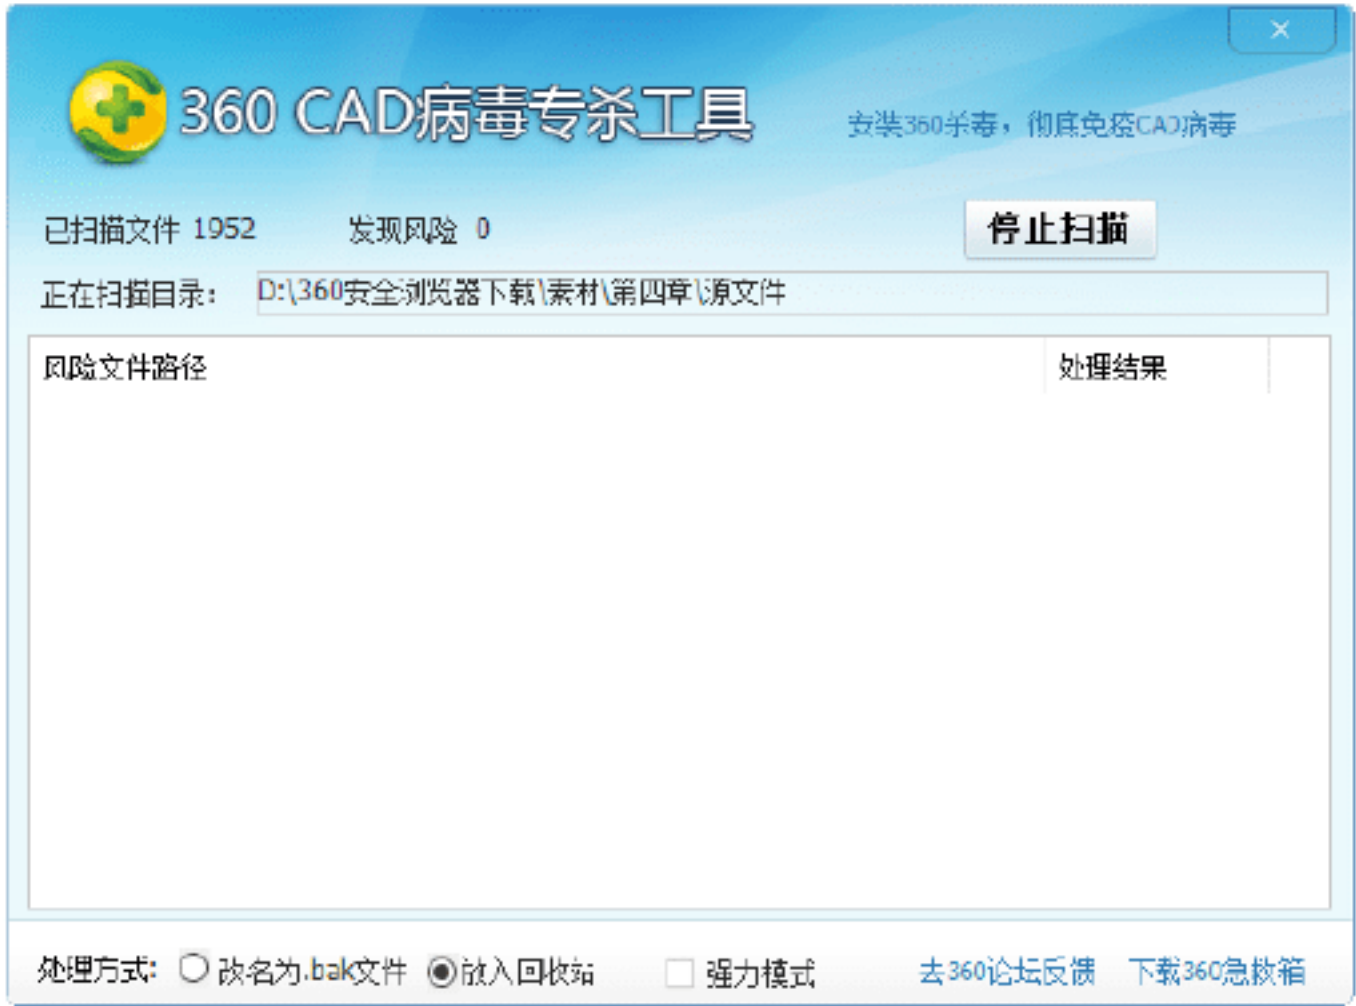 360 CAD病毒专杀工具
安装360杀毒，彻底免疫CAD病毒
已扫描文件 1952 发现风险 0 停止扫描
正在扫描目录： D:\360安全浏览器下载\素材\第四章\源文件
风险文件路径 处理结果
处理方式: 改名为.bak文件 放入回收站 强力模式 去360论坛反馈 下载360急救箱